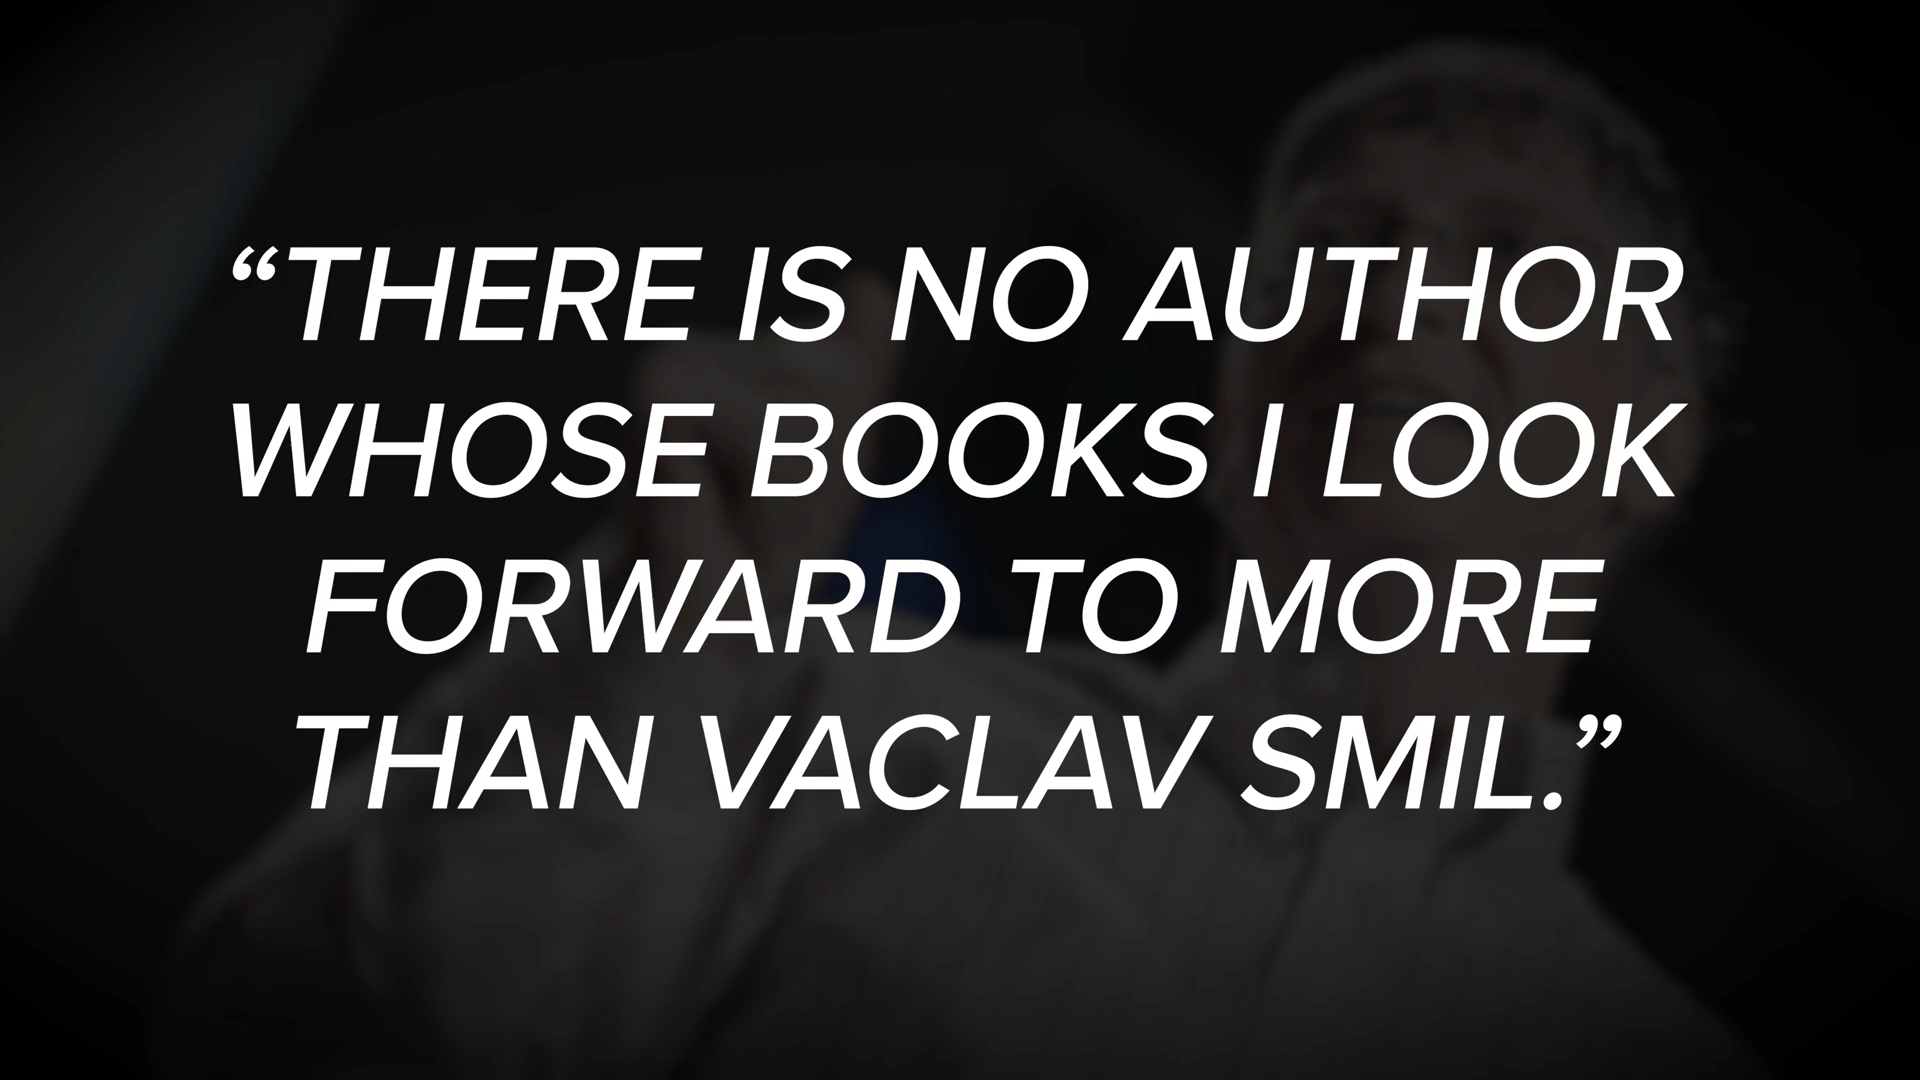 “THERE IS NO AUTHOR
WHOSE BOOKS I LOOK
FORWARD TO MORE
THAN VACLAV SMIL.”